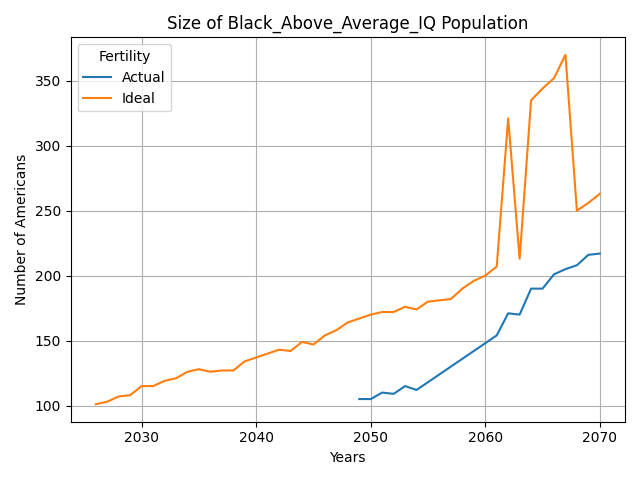 Size of Black_Above_Average_IQ Population
Fertility
Actual
Ideal
Number of Americans
350
300
250
200
150
100
2030
2040
2050
2060
2070
Years